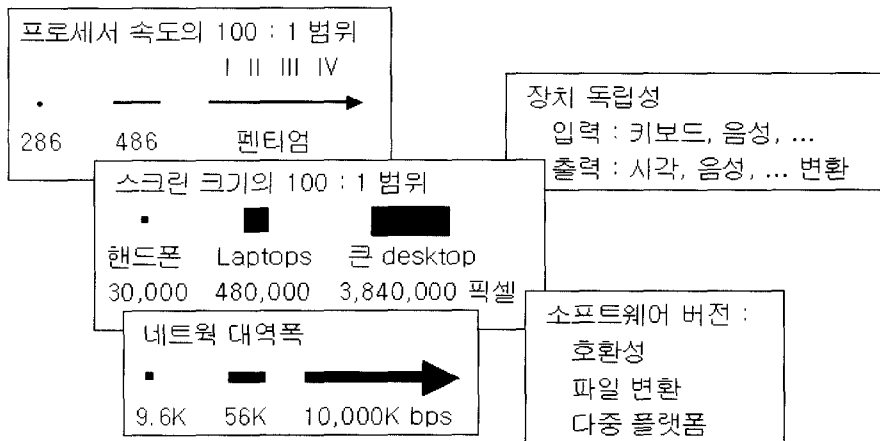 프로세서 속도의 100 : 1 범위
I II III IV
286 486 펜티엄
장치 독립성
입력 : 키보드, 음성, ...
출력 : 시각, 음성, ... 변환
스크린 크기의 100 : 1 범위
핸드폰 Laptops 큰 desktop
30,000 480,000 3,840,000 픽셀
네트웍 대역폭
9.6K 56K 10,000K bps
소프트웨어 버전 :
호환성
파일 변환
다중 플랫폼